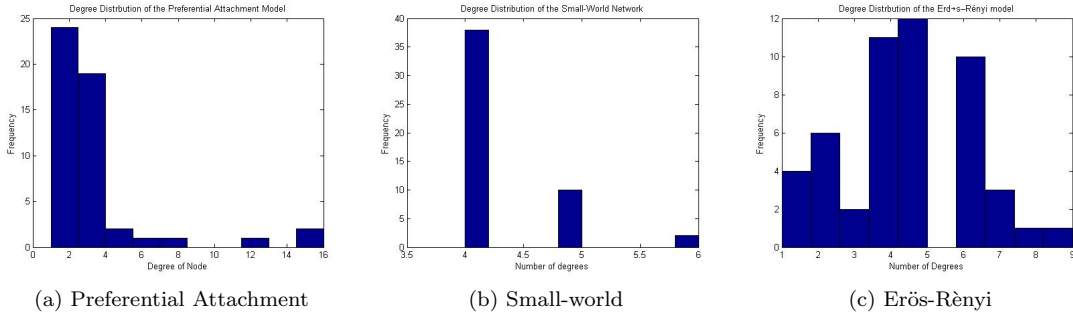 Degree Distrbution of the Preferential Attachment Model
25
20
15
10
5
0
Frequency
0 2 4 6 8 10 12 14 16
Degree of Node
(a) Preferential Attachment
Degree Distribution of the Small-World Network
40
35
30
25
20
15
10
5
0
Frequency
3.5 4 4.5 5 5.5 6
Number of degrees
(b) Small-world
Degree Distrbution of the Erd→s–Rényi model
12
10
8
6
4
2
0
Frequency
1 2 3 4 5 6 7 8 9
Number of Degrees
(c) Erös-Rènyi